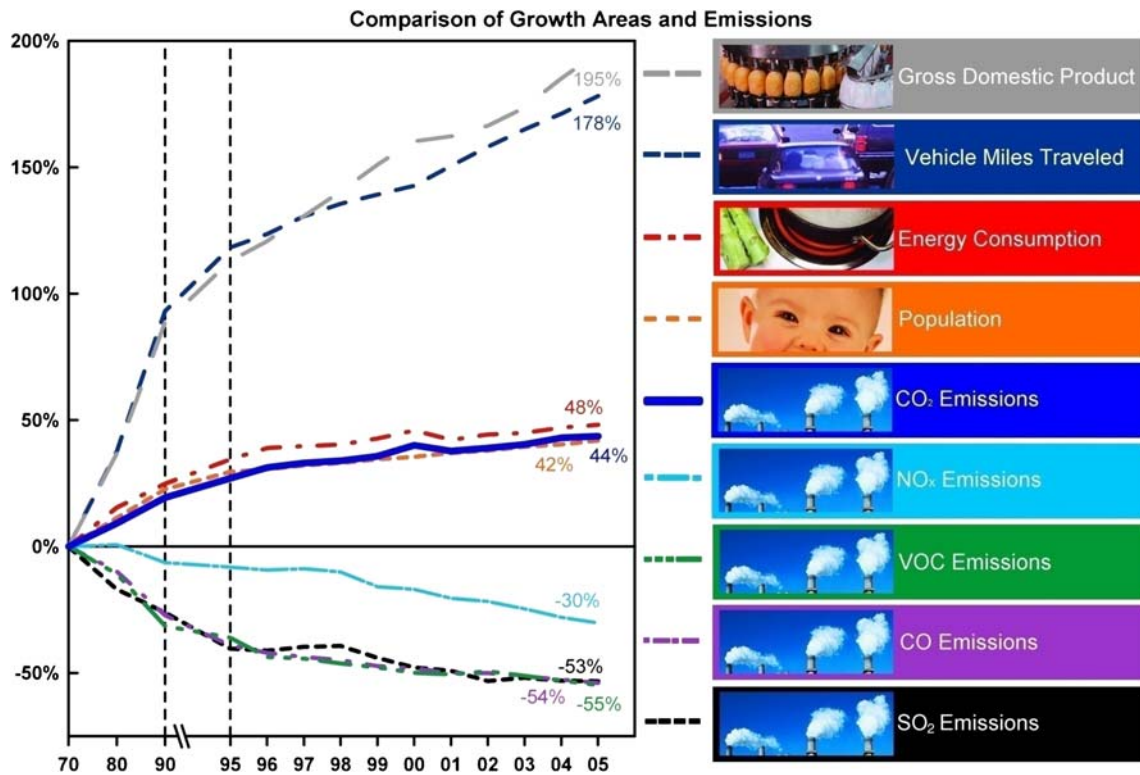 Comparison of Growth Areas and Emissions
200%
150%
100%
50%
0%
-50%
195%
178%
48%
44%
42%
-30%
-53%
-54%
-55%
70 80 90 95 96 97 98 99 00 01 02 03 04 05
Gross Domestic Product
Vehicle Miles Traveled
Energy Consumption
Population
CO₂ Emissions
NOx Emissions
VOC Emissions
CO Emissions
SO₂ Emissions